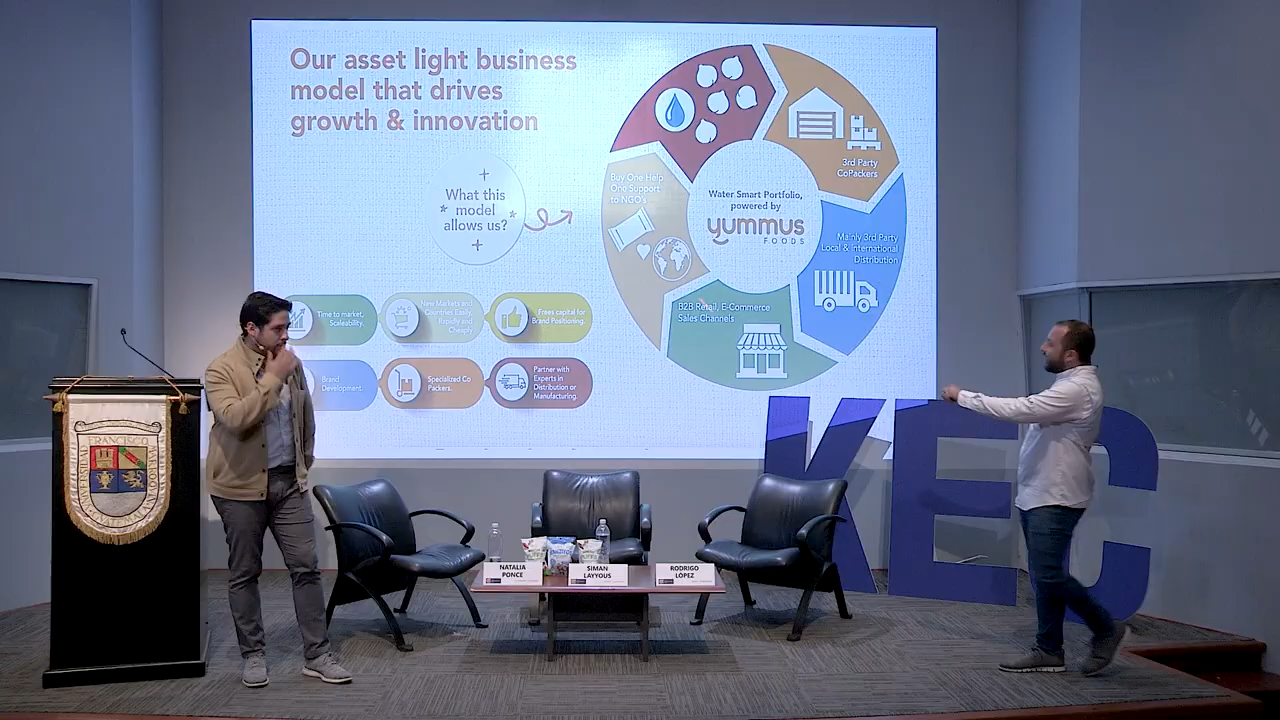 Our asset light business
model that drives
growth & innovation
What this
model
allows us?
3rd Party
CoPackers
Buy One Help
One Support
to NGO's
Water Smart Portfolio,
powered by
yummus
FOODS
Mainly 3rd Party
Local & International
Distribution
B2B Retail, E-Commerce
Sales Channels
Time to market,
Scaleability.
New Markets and
Countries Easily,
Rapidly and
Cheaply
Frees capital for
Brand Positioning.
Brand
Development.
Specialized Co
Packers.
Partner with
Experts in
Distribution or
Manufacturing.
KEC
FRANCISCO
NATALIA
PONCE
SIMAN
LAYYOUS
RODRIGO
LÓPEZ